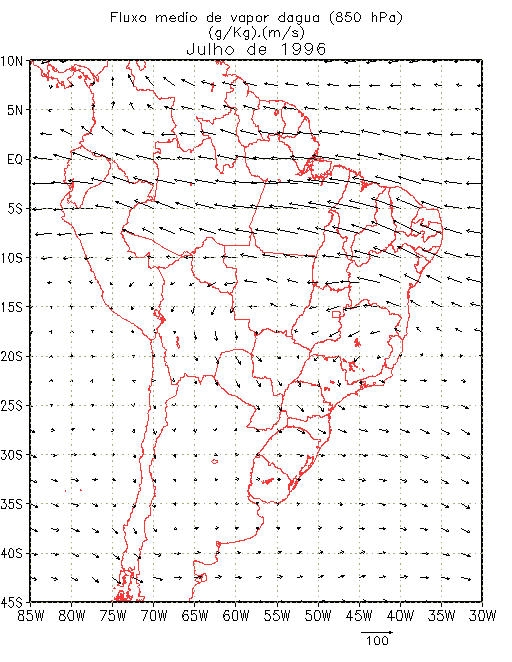 Fluxo medio de vapor dagua (850 hPa)
(g/Kg).(m/s)
Julho de 1996
10N
5N
EQ
5S
10S
15S
20S
25S
30S
35S
40S
45S
85W 80W 75W 70W 65W 60W 55W 50W 45W 40W 35W 30W
100